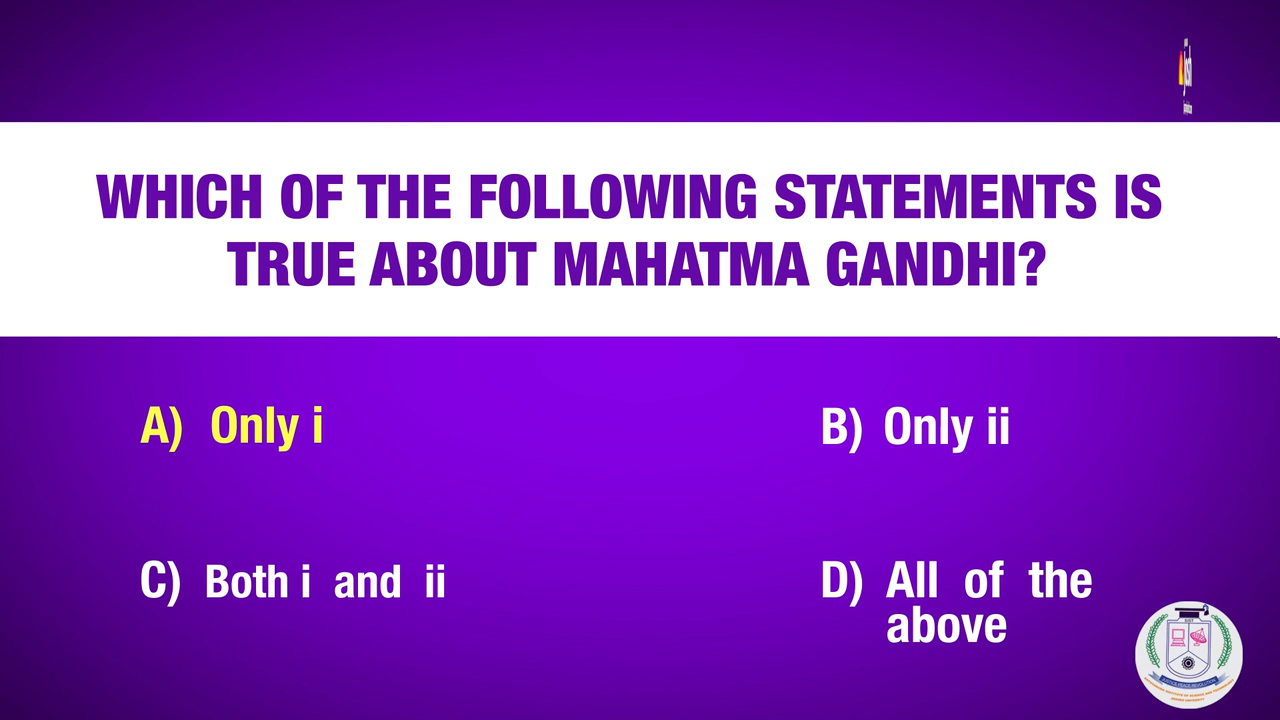 WHICH OF THE FOLLOWING STATEMENTS IS
TRUE ABOUT MAHATMA GANDHI?
A) Only i
B) Only ii
C) Both i and ii
D) All of the
above